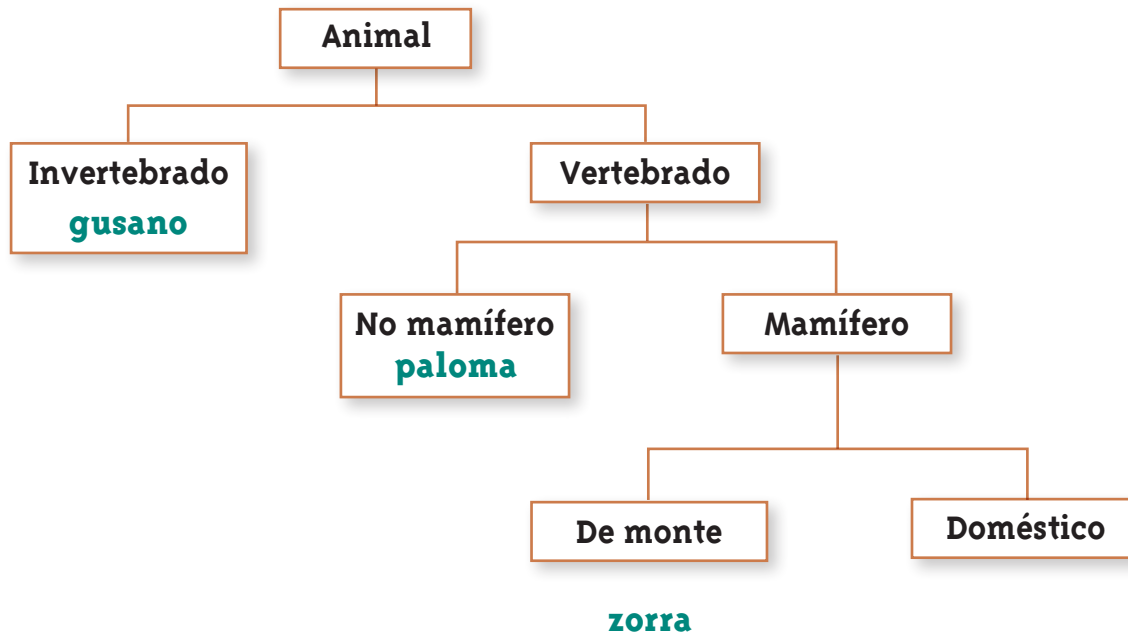 Animal
Invertebrado
gusano
Vertebrado
No mamífero
paloma
Mamífero
De monte
Doméstico
zorra